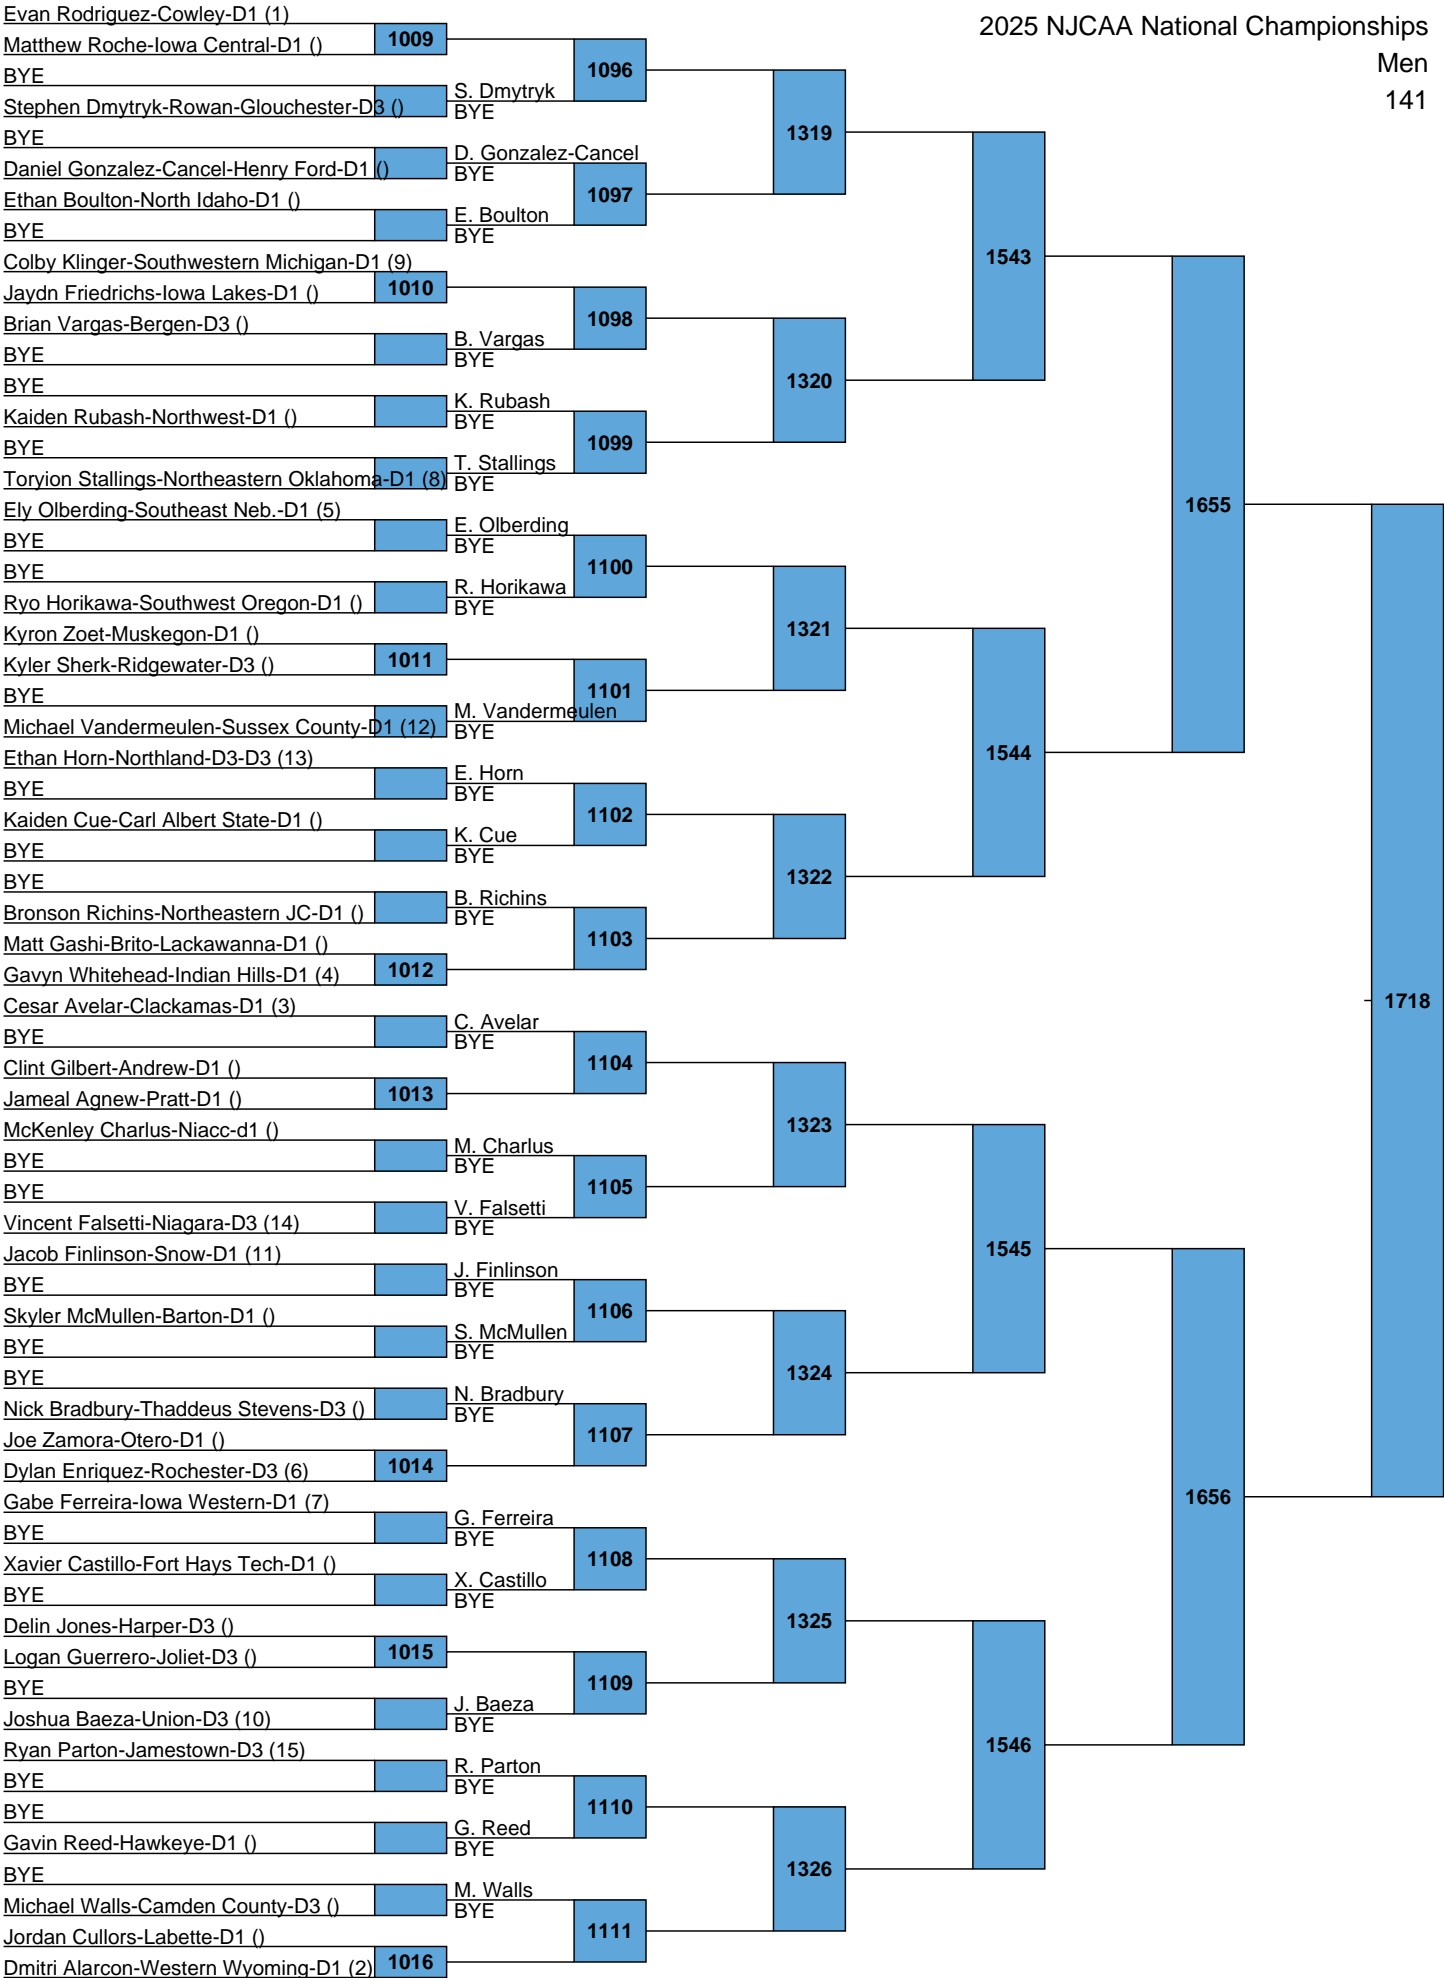 2025 NJCAA National Championships
Men
141
Evan Rodriguez-Cowley-D1 (1)
1009
Matthew Roche-Iowa Central-D1 ()
1096
BYE
S. Dmytryk
Stephen Dmytryk-Rowan-Glouchester-D3 ()
BYE
1319
BYE
D. Gonzalez-Cancel
Daniel Gonzalez-Cancel-Henry Ford-D1 ()
BYE
1097
Ethan Boulton-North Idaho-D1 ()
E. Boulton
BYE
BYE
1543
Colby Klinger-Southwestern Michigan-D1 (9)
1010
Jaydn Friedrichs-Iowa Lakes-D1 ()
1098
Brian Vargas-Bergen-D3 ()
B. Vargas
BYE
BYE
1320
BYE
K. Rubash
Kaiden Rubash-Northwest-D1 ()
BYE
1099
BYE
T. Stallings
Toryion Stallings-Northeastern Oklahoma-D1 (8)
BYE
1655
Ely Olberding-Southeast Neb.-D1 (5)
E. Olberding
BYE
BYE
1100
BYE
R. Horikawa
Ryo Horikawa-Southwest Oregon-D1 ()
BYE
1321
Kyron Zoet-Muskegon-D1 ()
1011
Kyler Sherk-Ridgewater-D3 ()
1101
BYE
M. Vandermeulen
Michael Vandermeulen-Sussex County-D1 (12)
BYE
1544
Ethan Horn-Northland-D3-D3 (13)
E. Horn
BYE
BYE
1102
Kaiden Cue-Carl Albert State-D1 ()
K. Cue
BYE
BYE
1322
BYE
B. Richins
Bronson Richins-Northeastern JC-D1 ()
BYE
1103
Matt Gashi-Brito-Lackawanna-D1 ()
1012
Gavyn Whitehead-Indian Hills-D1 (4)
1718
Cesar Avelar-Clackamas-D1 (3)
C. Avelar
BYE
BYE
1104
Clint Gilbert-Andrew-D1 ()
1013
Jameal Agnew-Pratt-D1 ()
1323
McKenley Charlus-Niacc-d1 ()
M. Charlus
BYE
BYE
1105
BYE
V. Falsetti
Vincent Falsetti-Niagara-D3 (14)
BYE
1545
Jacob Finlinson-Snow-D1 (11)
J. Finlinson
BYE
BYE
1106
Skyler McMullen-Barton-D1 ()
S. McMullen
BYE
BYE
1324
BYE
N. Bradbury
Nick Bradbury-Thaddeus Stevens-D3 ()
BYE
1107
Joe Zamora-Otero-D1 ()
1014
Dylan Enriquez-Rochester-D3 (6)
1656
Gabe Ferreira-Iowa Western-D1 (7)
G. Ferreira
BYE
BYE
1108
Xavier Castillo-Fort Hays Tech-D1 ()
X. Castillo
BYE
BYE
1325
Delin Jones-Harper-D3 ()
1015
Logan Guerrero-Joliet-D3 ()
1109
BYE
J. Baeza
Joshua Baeza-Union-D3 (10)
BYE
1546
Ryan Parton-Jamestown-D3 (15)
R. Parton
BYE
BYE
1110
BYE
G. Reed
Gavin Reed-Hawkeye-D1 ()
BYE
1326
BYE
M. Walls
Michael Walls-Camden County-D3 ()
BYE
1111
Jordan Cullors-Labette-D1 ()
1016
Dmitri Alarcon-Western Wyoming-D1 (2)